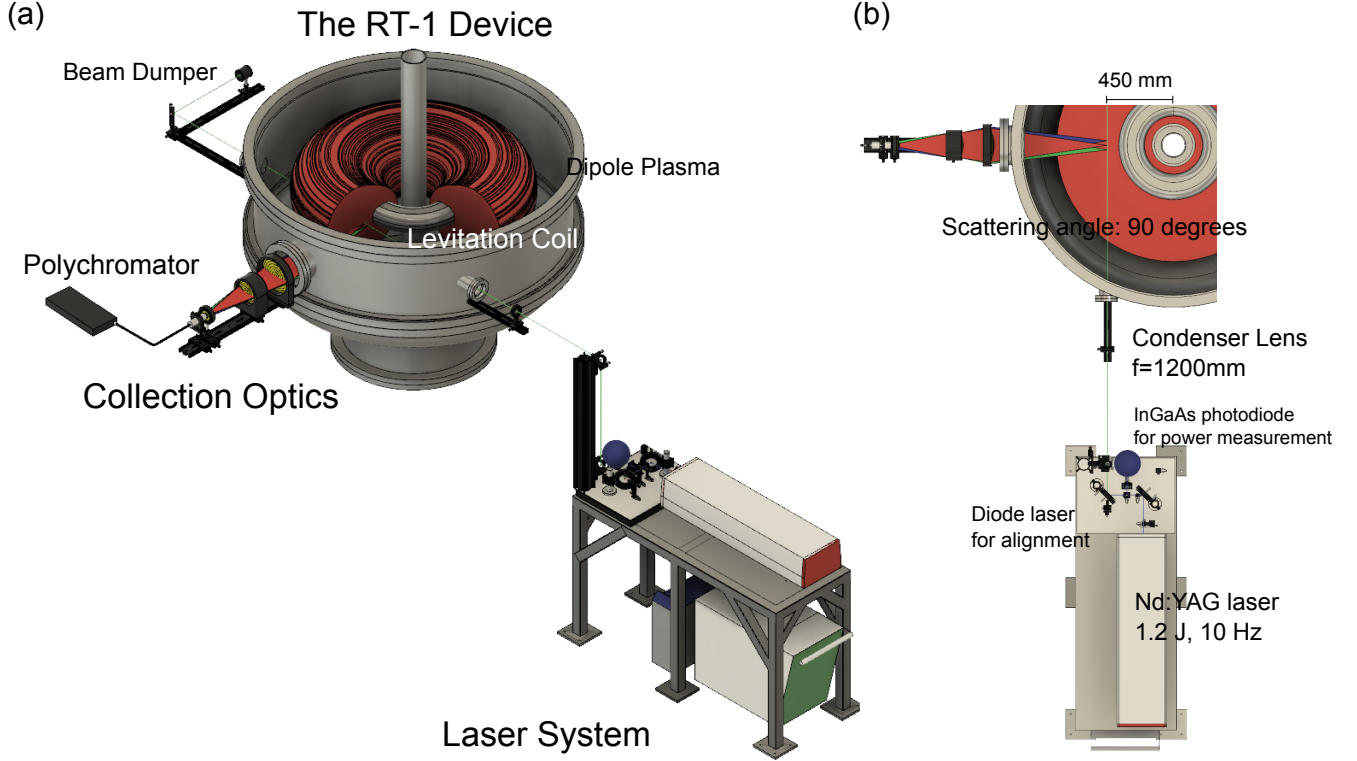 (a)
The RT-1 Device
Beam Dumper
Dipole Plasma
Levitation Coil
Polychromator
Collection Optics
Laser System
(b)
450 mm
Scattering angle: 90 degrees
Condenser Lens
f=1200mm
InGaAs photodiode
for power measurement
Diode laser
for alignment
Nd:YAG laser
1.2 J, 10 Hz